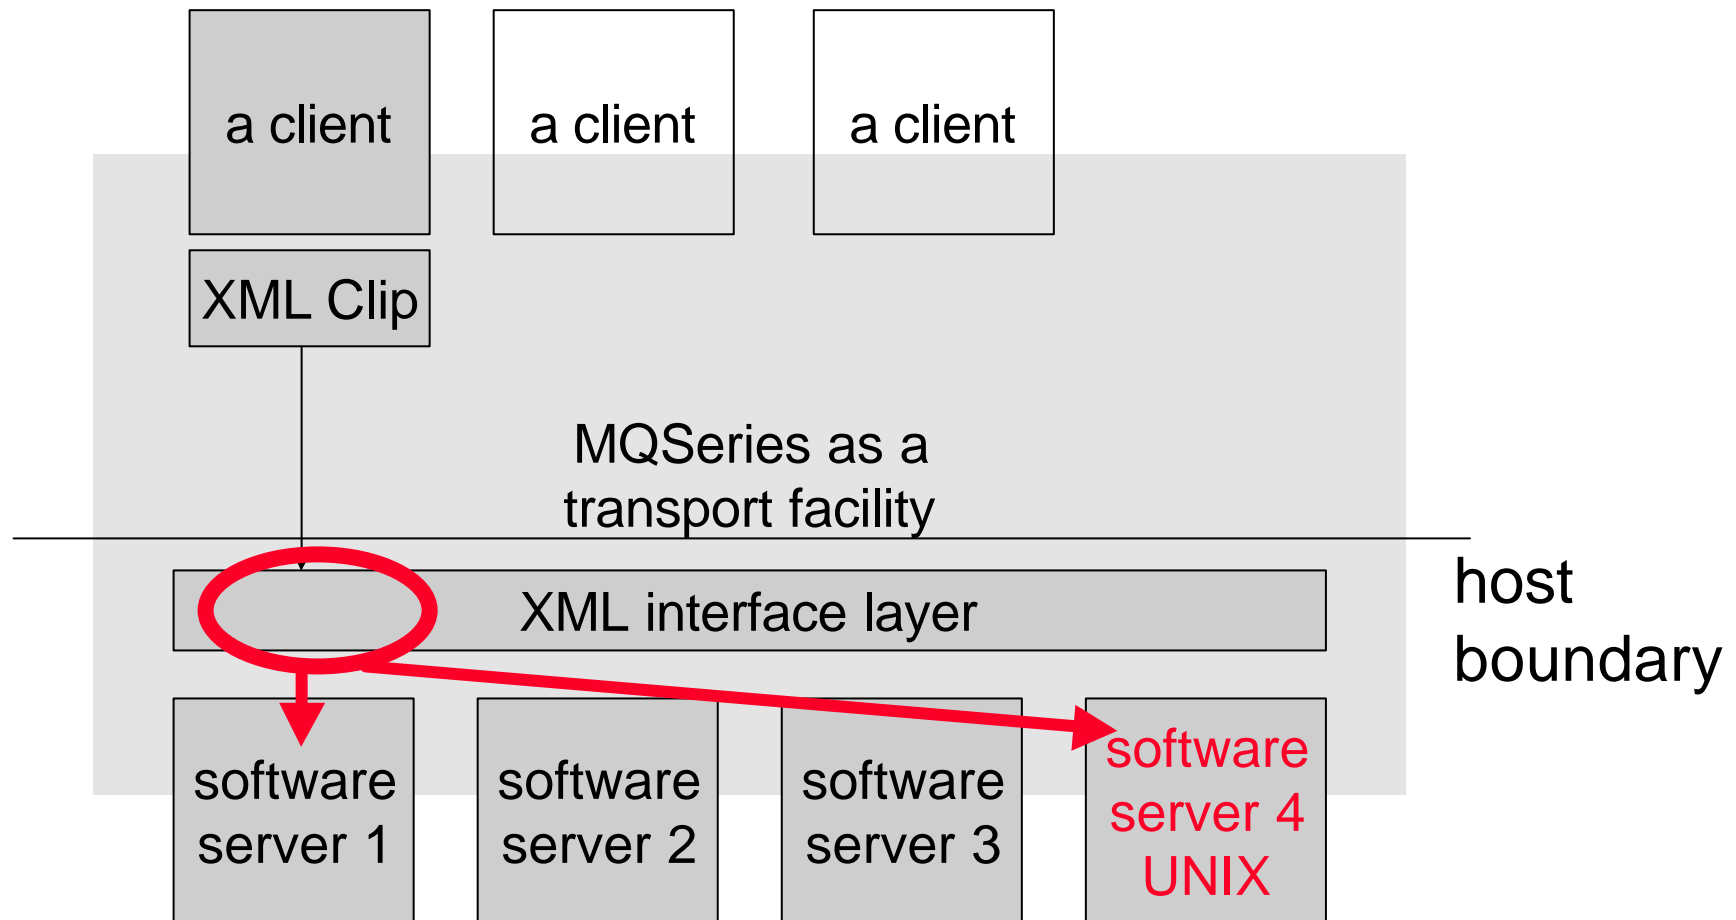 a client
a client
a client
XML Clip
MQSeries as a
transport facility
host
boundary
XML interface layer
software
server 1
software
server 2
software
server 3
software
server 4
UNIX